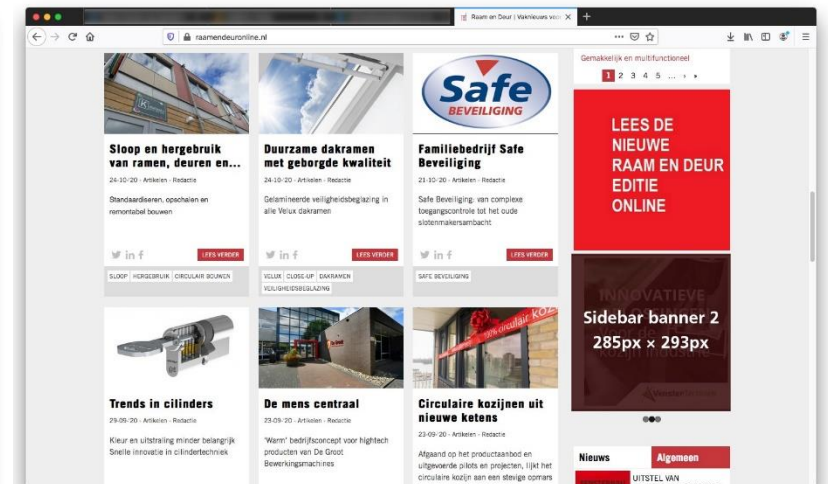 Raam en Deur | Vaknieuws voor
raamendeuronline.nl
Safe
BEVEILIGING
Sloop en hergebruik
van ramen, deuren en...
24-10-'20 - Artikelen - Redactie
Standaardiseren, opschalen en
remontabel bouwen
LEES VERDER
SLOOP HERGEBRUIK CIRCULAIR BOUWEN
Duurzame dakramen
met geborgde kwaliteit
24-10-'20 - Artikelen - Redactie
Gelamineerde veiligheidsbeglazing in
alle Velux dakramen
LEES VERDER
VELUX CLOSE-UP DAKRAMEN
VEILIGHEIDSBEGLAZING
Familiebedrijf Safe
Beveiliging
21-10-'20 - Artikelen - Redactie
Safe Beveiliging: van complexe
toegangscontrole tot het oude
slotenmakersambacht
LEES VERDER
SAFE BEVEILIGING
100% circulair KOZ
Trends in cilinders
29-09-'20 - Artikelen - Redactie
Kleur en uitstraling minder belangrijk
Snelle innovatie in cilindertechniek
De mens centraal
23-09-'20 - Artikelen - Redactie
'Warm' bedrijfsconcept voor hightech
producten van De Groot
Bewerkingsmachines
Circulaire kozijnen uit
nieuwe ketens
23-09-'20 - Artikelen - Redactie
Afgaand op het productaanbod en
uitgevoerde pilots en projecten, lijkt het
circulaire kozijn aan een stevige opmars
Gemakkelijk en multifunctioneel
1 2 3 4 5 ... › »
LEES DE
NIEUWE
RAAM EN DEUR
EDITIE
ONLINE
INNOVATIEVE
Sidebar banner 2
285px × 293px
kozijn industrie
Nieuws
Algemeen
UITSTEL VAN